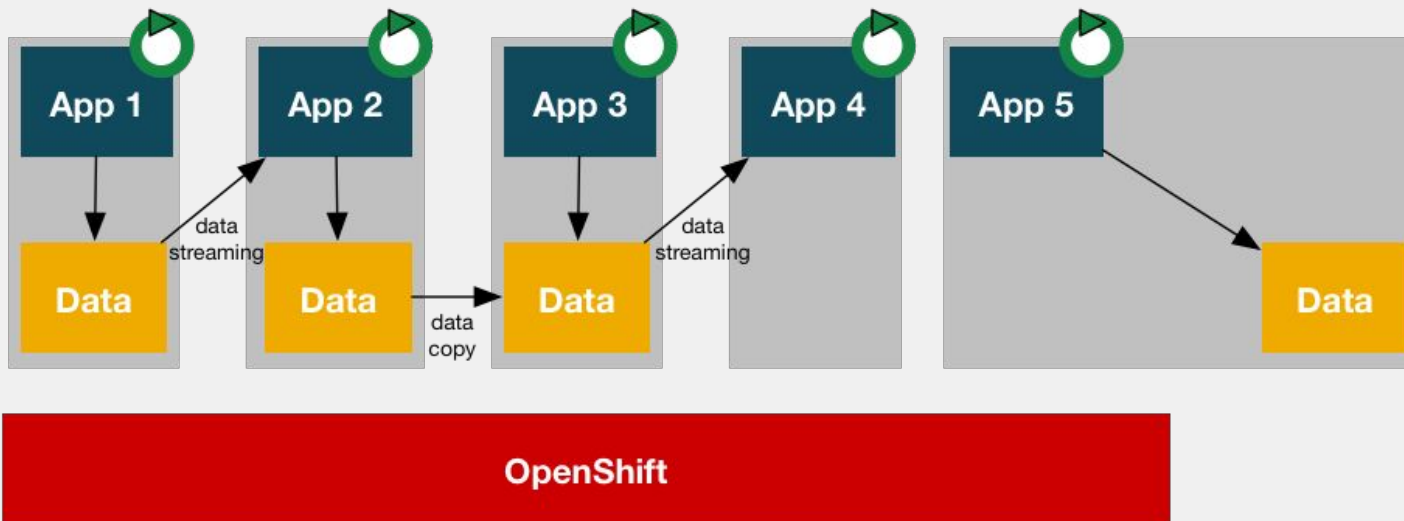 App 1
App 2
App 3
App 4
App 5
data
streaming
data
streaming
Data
Data
Data
Data
data
copy
OpenShift